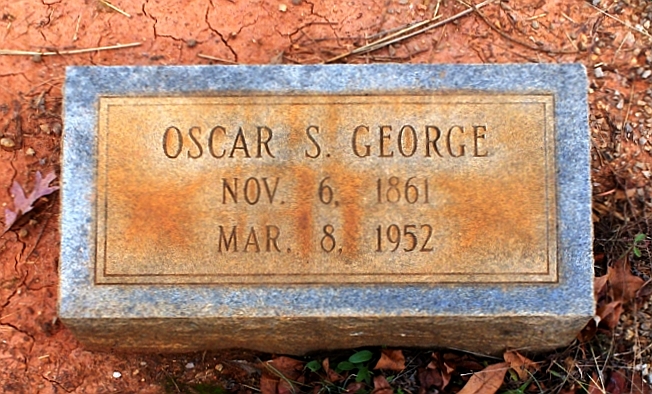 OSCAR S. GEORGE
NOV. 6, 1861
MAR. 8, 1952